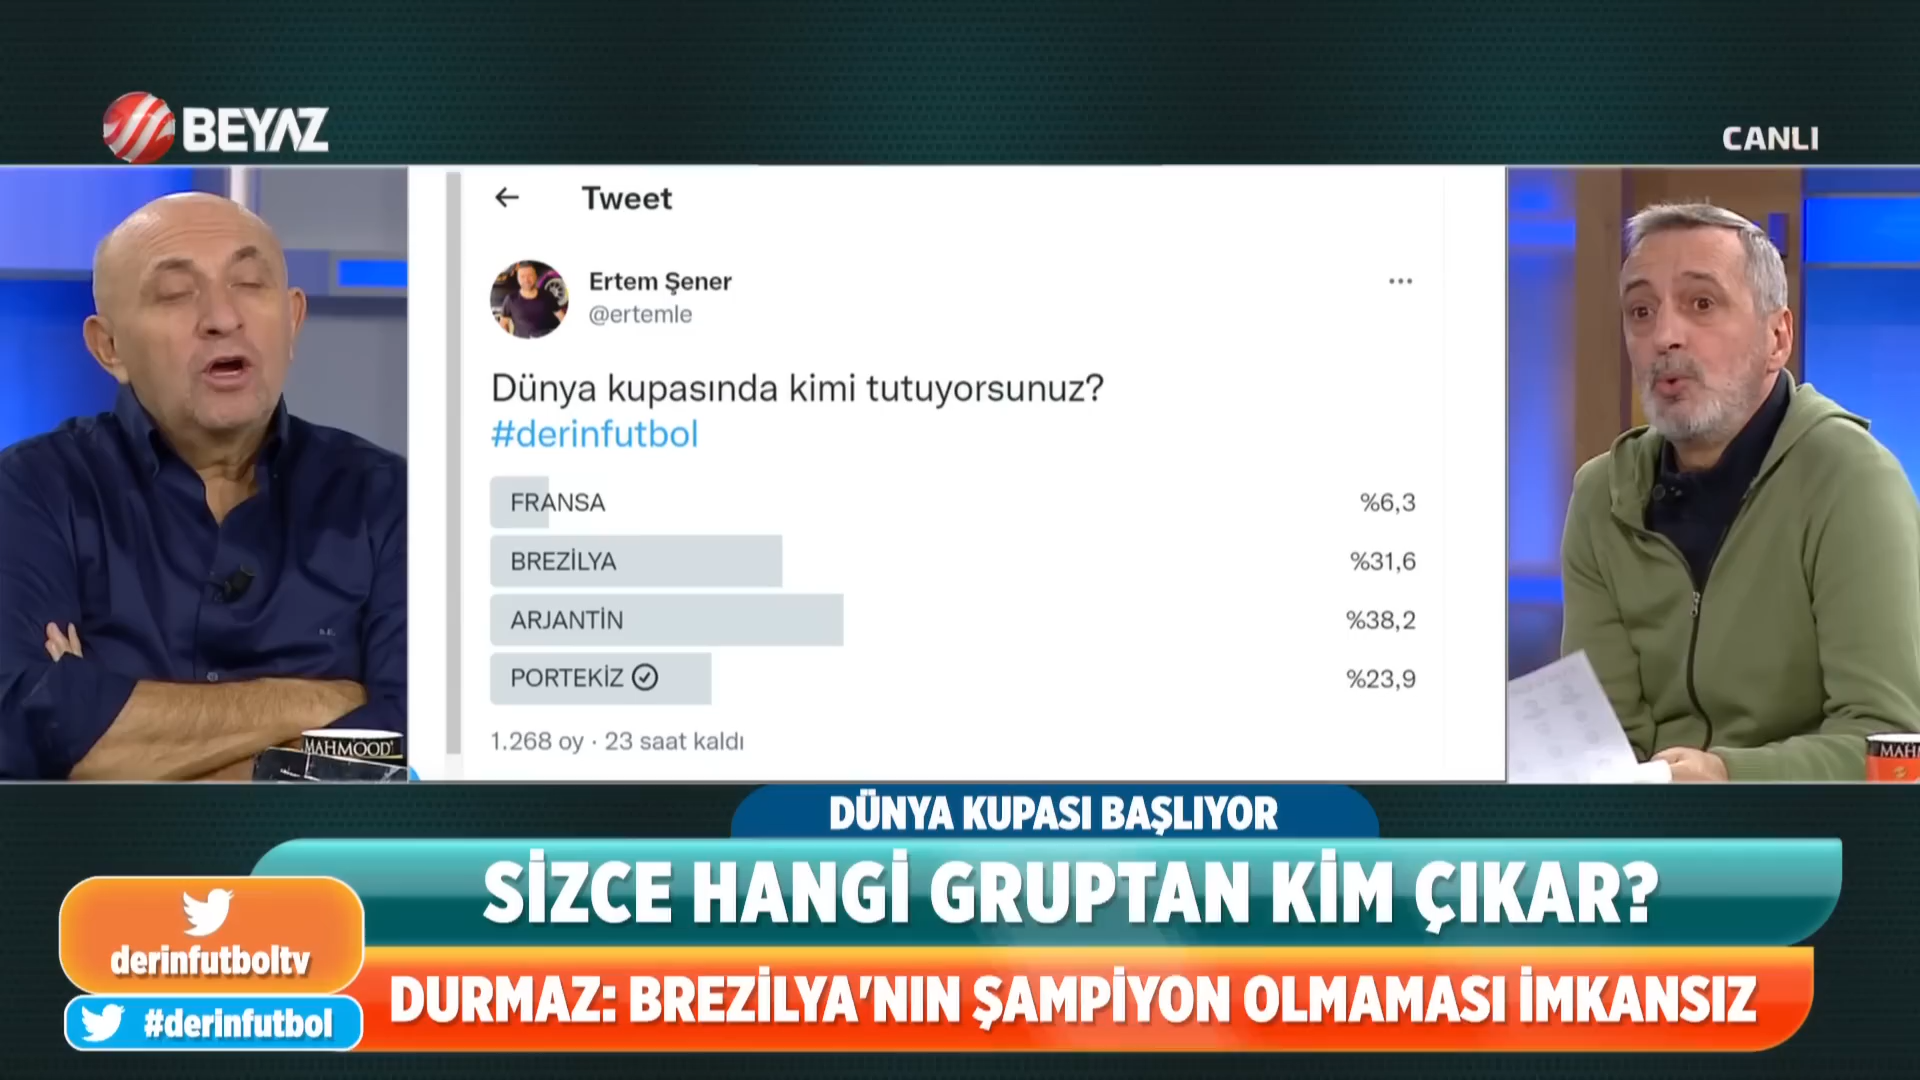 BEYAZ
CANLI
Tweet
Ertem Şener
@ertemle
Dünya kupasında kimi tutuyorsunuz?
#derinfutbol
FRANSA %6,3
BREZİLYA %31,6
ARJANTİN %38,2
PORTEKİZ %23,9
1.268 oy · 23 saat kaldı
MAHMOOD
MAH
DÜNYA KUPASI BAŞLIYOR
SİZCE HANGİ GRUPTAN KİM ÇIKAR?
derinfutboltv
DURMAZ: BREZİLYA'NIN ŞAMPİYON OLMAMASI İMKANSIZ
#derinfutbol